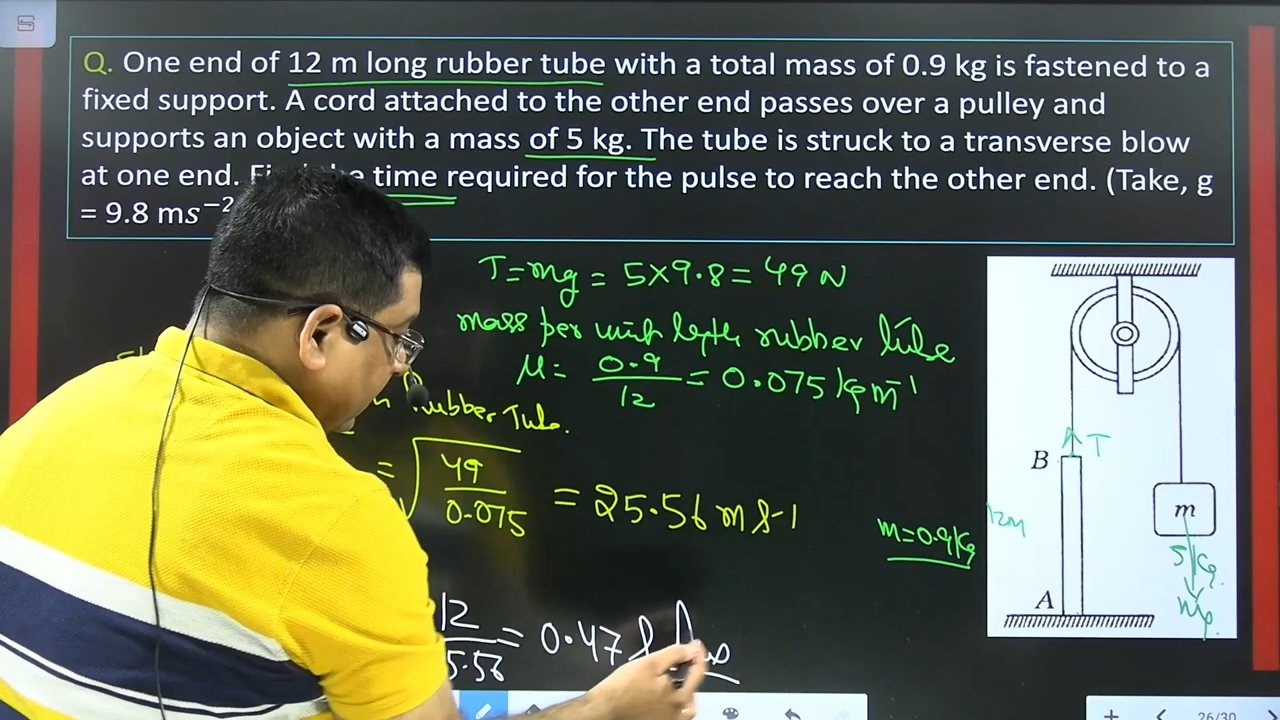 Q. One end of 12 m long rubber tube with a total mass of 0.9 kg is fastened to a
fixed support. A cord attached to the other end passes over a pulley and
supports an object with a mass of 5 kg. The tube is struck to a transverse blow
at one end. time required for the pulse to reach the other end. (Take, g
= 9.8 ms⁻²
T=mg = 5×9.8 = 49 N
mass per unit rubber tube
μ = 0.9/12 = 0.075 kg m⁻¹
Rubber Tube.
= √(49/0.075) = 25.56 m s⁻¹
12/5.56 = 0.47 s
B
T
12m
m=0.9kg
A
m
5kg
mg
26/30